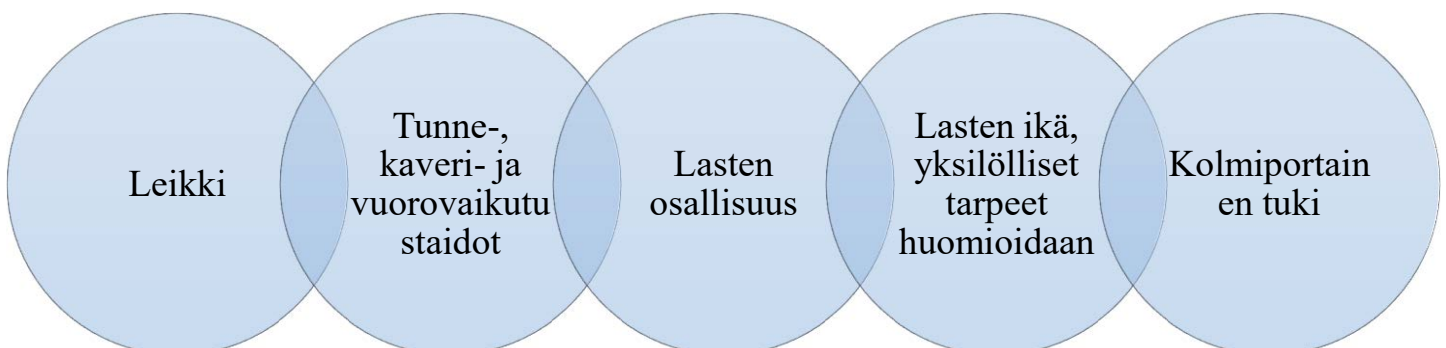 Leikki
Tunne-,
kaveri- ja
vuorovaikutu
staidot
Lasten
osallisuus
Lasten ikä,
yksilölliset
tarpeet
huomioidaan
Kolmiportain
en tuki